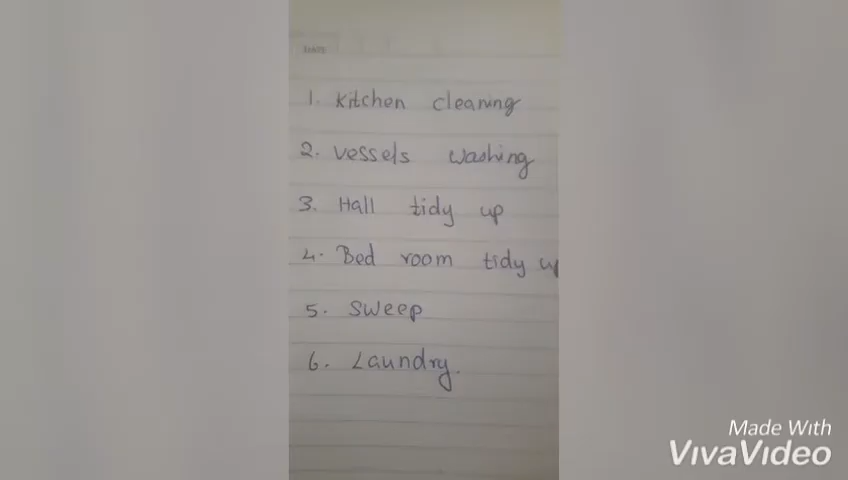 DATE
1. Kitchen cleaning
2. Vessels washing
3. Hall tidy up
4. Bed room tidy up
5. Sweep
6. Laundry.
Made With
VivaVideo